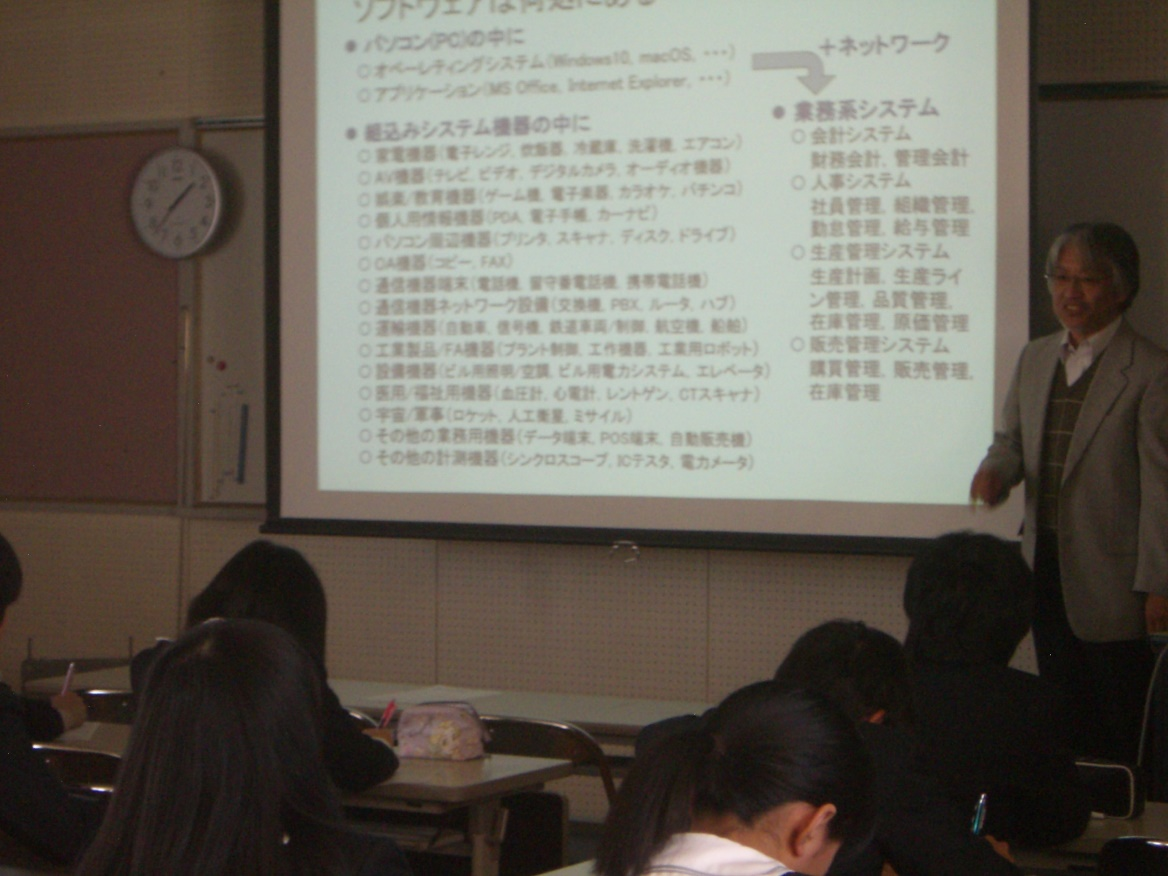 ソフトウェアは何処にある
● パソコン(PC)の中に
○オペレーティングシステム(Windows10, macOS, ・・・)
○アプリケーション(MS Office, Internet Explorer, ・・・)
● 組込みシステム機器の中に
○家電機器(電子レンジ, 炊飯器, 冷蔵庫, 洗濯機, エアコン)
○AV機器(テレビ, ビデオ, デジタルカメラ, オーディオ機器)
○娯楽/教育機器(ゲーム機, 電子楽器, カラオケ, パチンコ)
○個人用情報機器(PDA, 電子手帳, カーナビ)
○パソコン周辺機器(プリンタ, スキャナ, ディスク, ドライブ)
○OA機器(コピー, FAX)
○通信機器端末(電話機, 留守番電話機, 携帯電話機)
○通信機器ネットワーク設備(交換機, PBX, ルータ, ハブ)
○運輸機器(自動車, 信号機, 鉄道車両/制御, 航空機, 船舶)
○工業製品/FA機器(プラント制御, 工作機器, 工業用ロボット)
○設備機器(ビル用照明/空調, ビル用電力システム, エレベータ)
○医用/福祉用機器(血圧計, 心電計, レントゲン, CTスキャナ)
○宇宙/軍事(ロケット, 人工衛星, ミサイル)
○その他の業務用機器(データ端末, POS端末, 自動販売機)
○その他の計測機器(シンクロスコープ, ICテスタ, 電力メータ)
＋ネットワーク
● 業務系システム
○ 会計システム
財務会計, 管理会計
○ 人事システム
社員管理, 組織管理,
勤怠管理, 給与管理
○ 生産管理システム
生産計画, 生産ライ
ン管理, 品質管理,
在庫管理, 原価管理
○ 販売管理システム
購買管理, 販売管理,
在庫管理